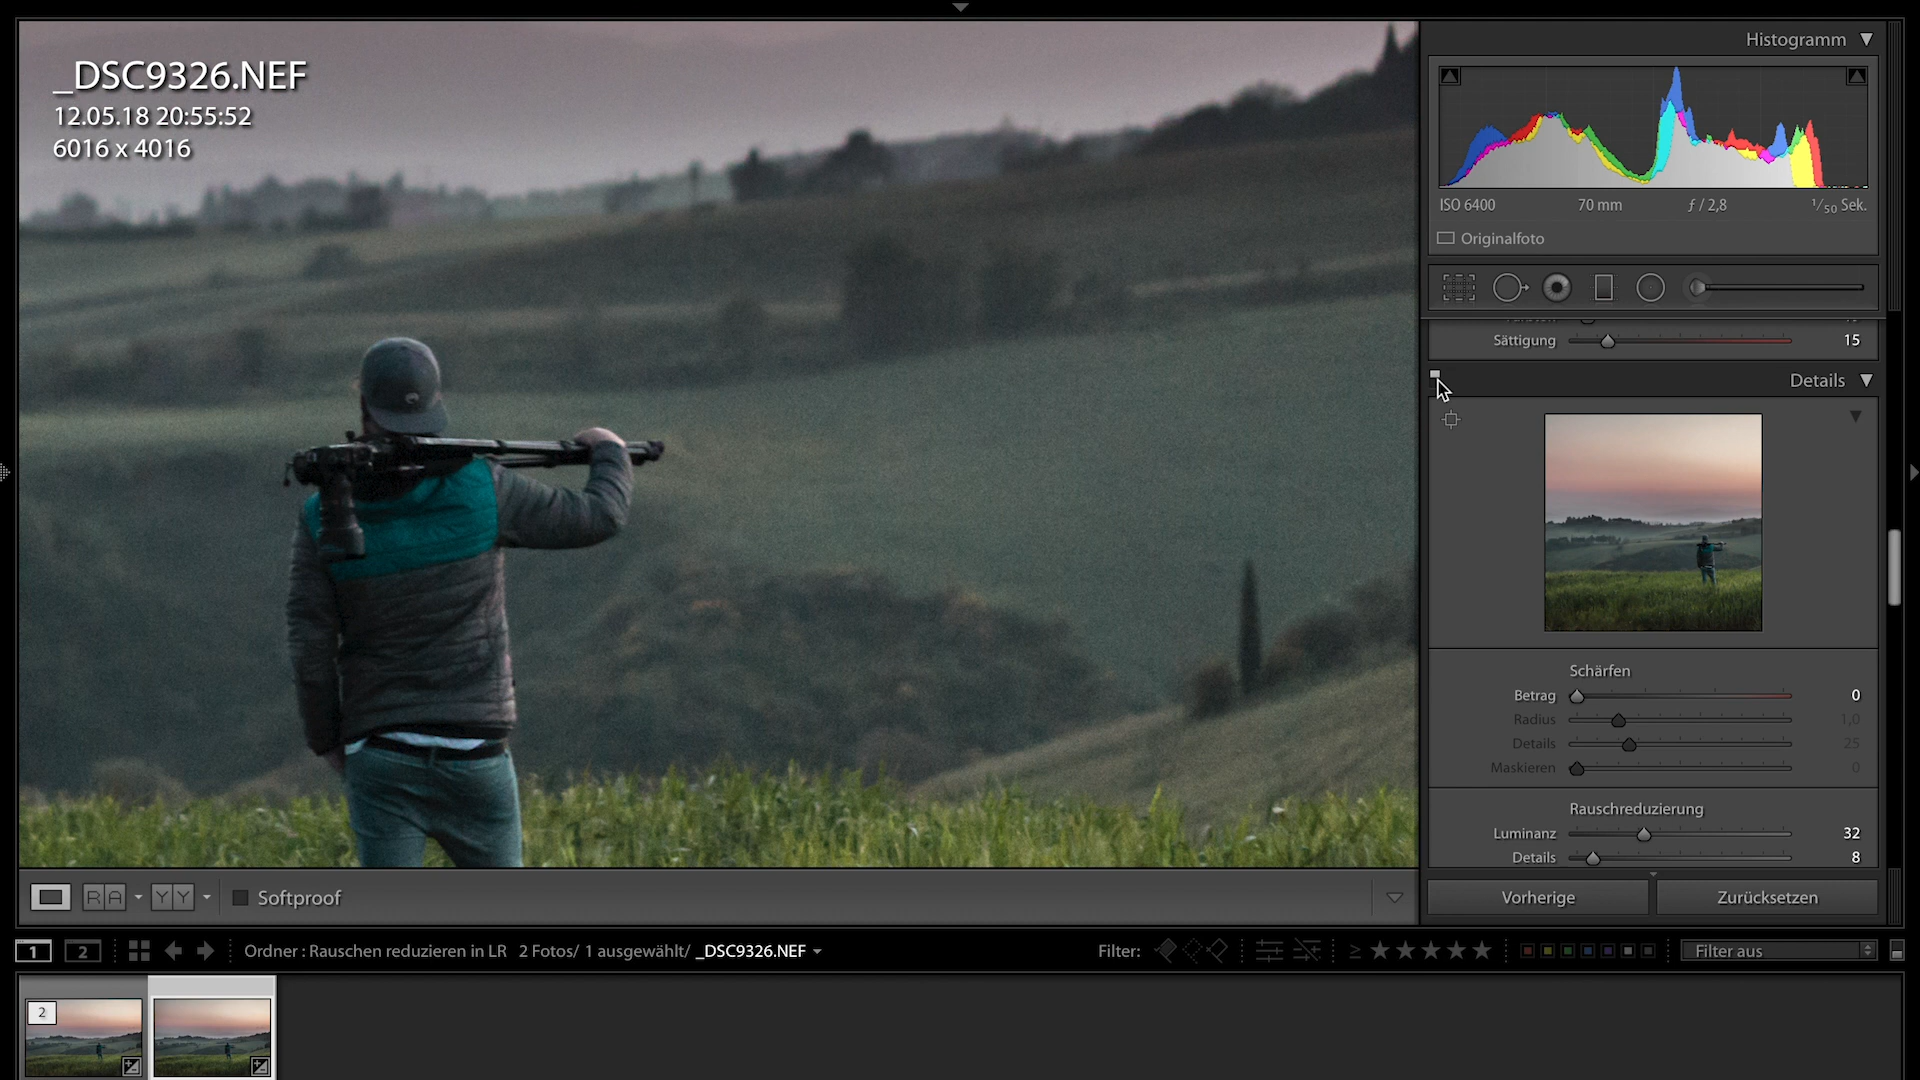 _DSC9326.NEF
12.05.18 20:55:52
6016 x 4016
Histogramm
ISO 6400 70 mm ƒ / 2,8 1/50 Sek.
Originalfoto
Sättigung 15
Details
Schärfen
Betrag 0
Radius 1,0
Details 25
Maskieren 0
Rauschreduzierung
Luminanz 32
Details 8
R A Y Y Softproof
Vorherige Zurücksetzen
1 2 Ordner : Rauschen reduzieren in LR 2 Fotos/ 1 ausgewählt/ _DSC9326.NEF Filter: ≥ Filter aus
2